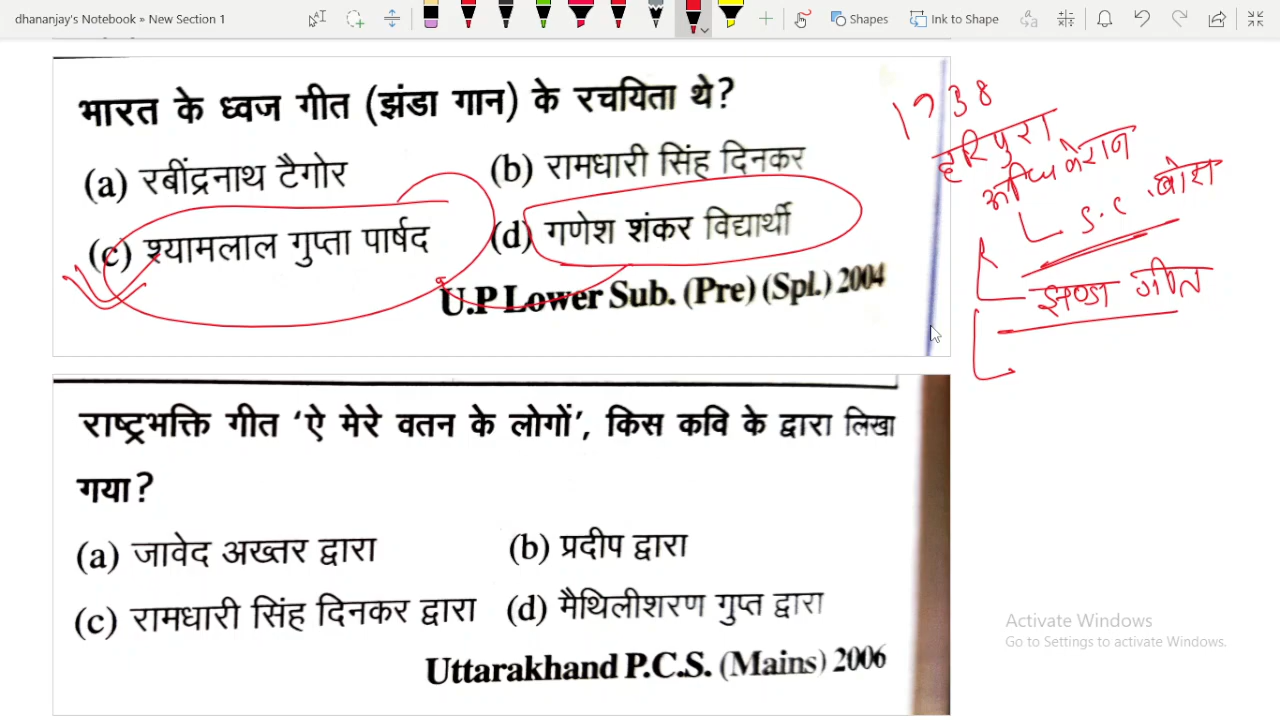 dhananjay's Notebook » New Section 1
Shapes
Ink to Shape
भारत के ध्वज गीत (झंडा गान) के रचयिता थे?
(a) रबींद्रनाथ टैगोर (b) रामधारी सिंह दिनकर
(c) श्यामलाल गुप्ता पार्षद (d) गणेश शंकर विद्यार्थी
U.P Lower Sub. (Pre) (Spl.) 2004
1938
हरिपुरा
अधिवेशन
S.C बोस
झण्डा गीत
राष्ट्रभक्ति गीत 'ऐ मेरे वतन के लोगों', किस कवि के द्वारा लिखा
गया?
(a) जावेद अख्तर द्वारा (b) प्रदीप द्वारा
(c) रामधारी सिंह दिनकर द्वारा (d) मैथिलीशरण गुप्त द्वारा
Uttarakhand P.C.S. (Mains) 2006
Activate Windows
Go to Settings to activate Windows.